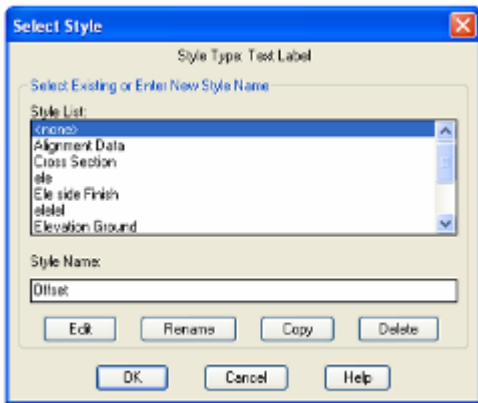 Select Style
Style Type: Text Label
Select Existing or Enter New Style Name
Style List:
<none>
Alignment Data
Cross Section
ele
Ele side Finish
elelel
Elevation Ground
Style Name:
Offset
Edit Rename Copy Delete
OK Cancel Help